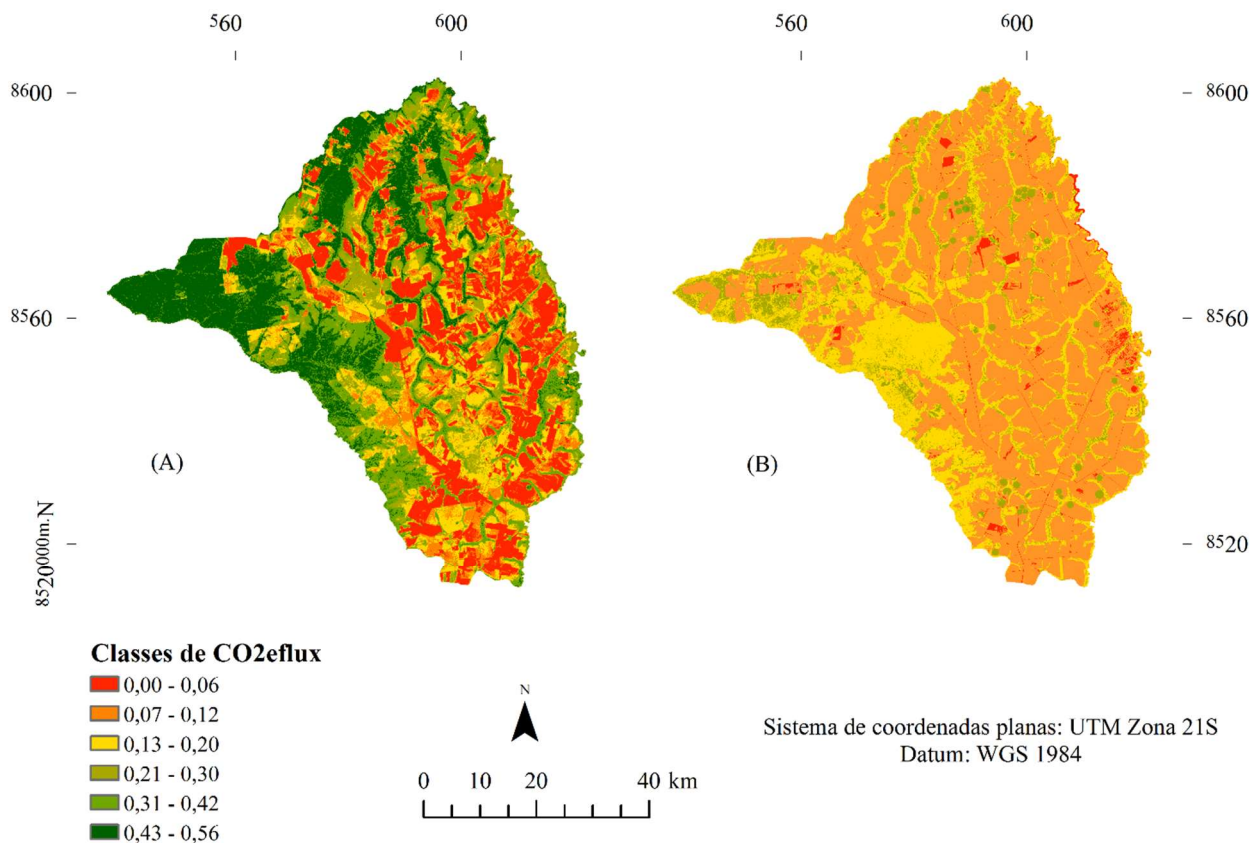 560 600 560 600
8600 8600
8560 8560
(A) (B)
8520000m.N 8520
Classes de CO2eflux
0,00 - 0,06
0,07 - 0,12
0,13 - 0,20
0,21 - 0,30
0,31 - 0,42
0,43 - 0,56
N
0 10 20 40 km
Sistema de coordenadas planas: UTM Zona 21S
Datum: WGS 1984